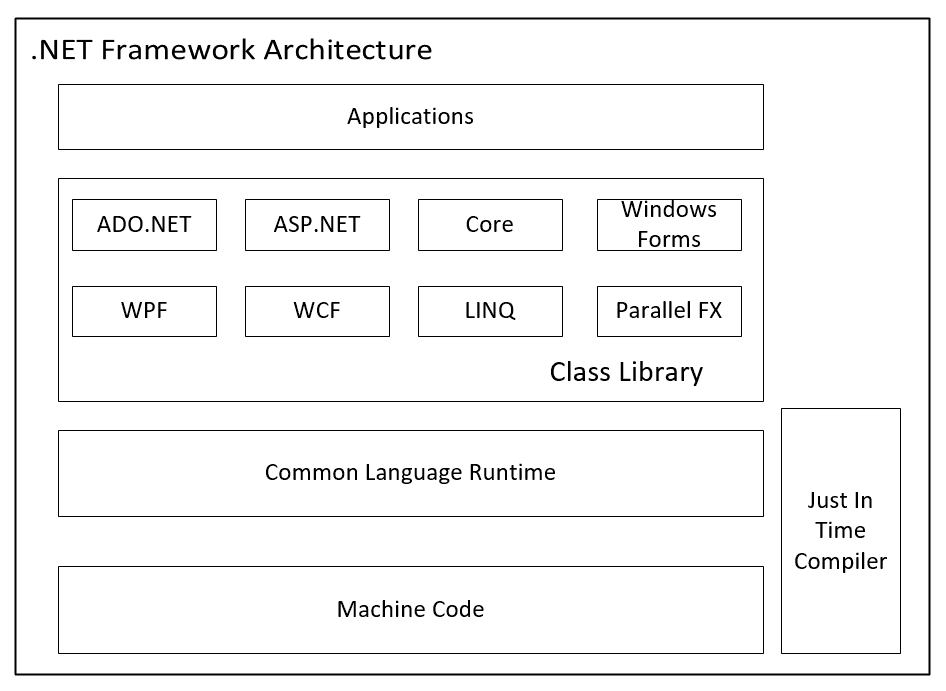 .NET Framework Architecture
Applications
ADO.NET
ASP.NET
Core
Windows
Forms
WPF
WCF
LINQ
Parallel FX
Class Library
Common Language Runtime
Just In
Time
Compiler
Machine Code